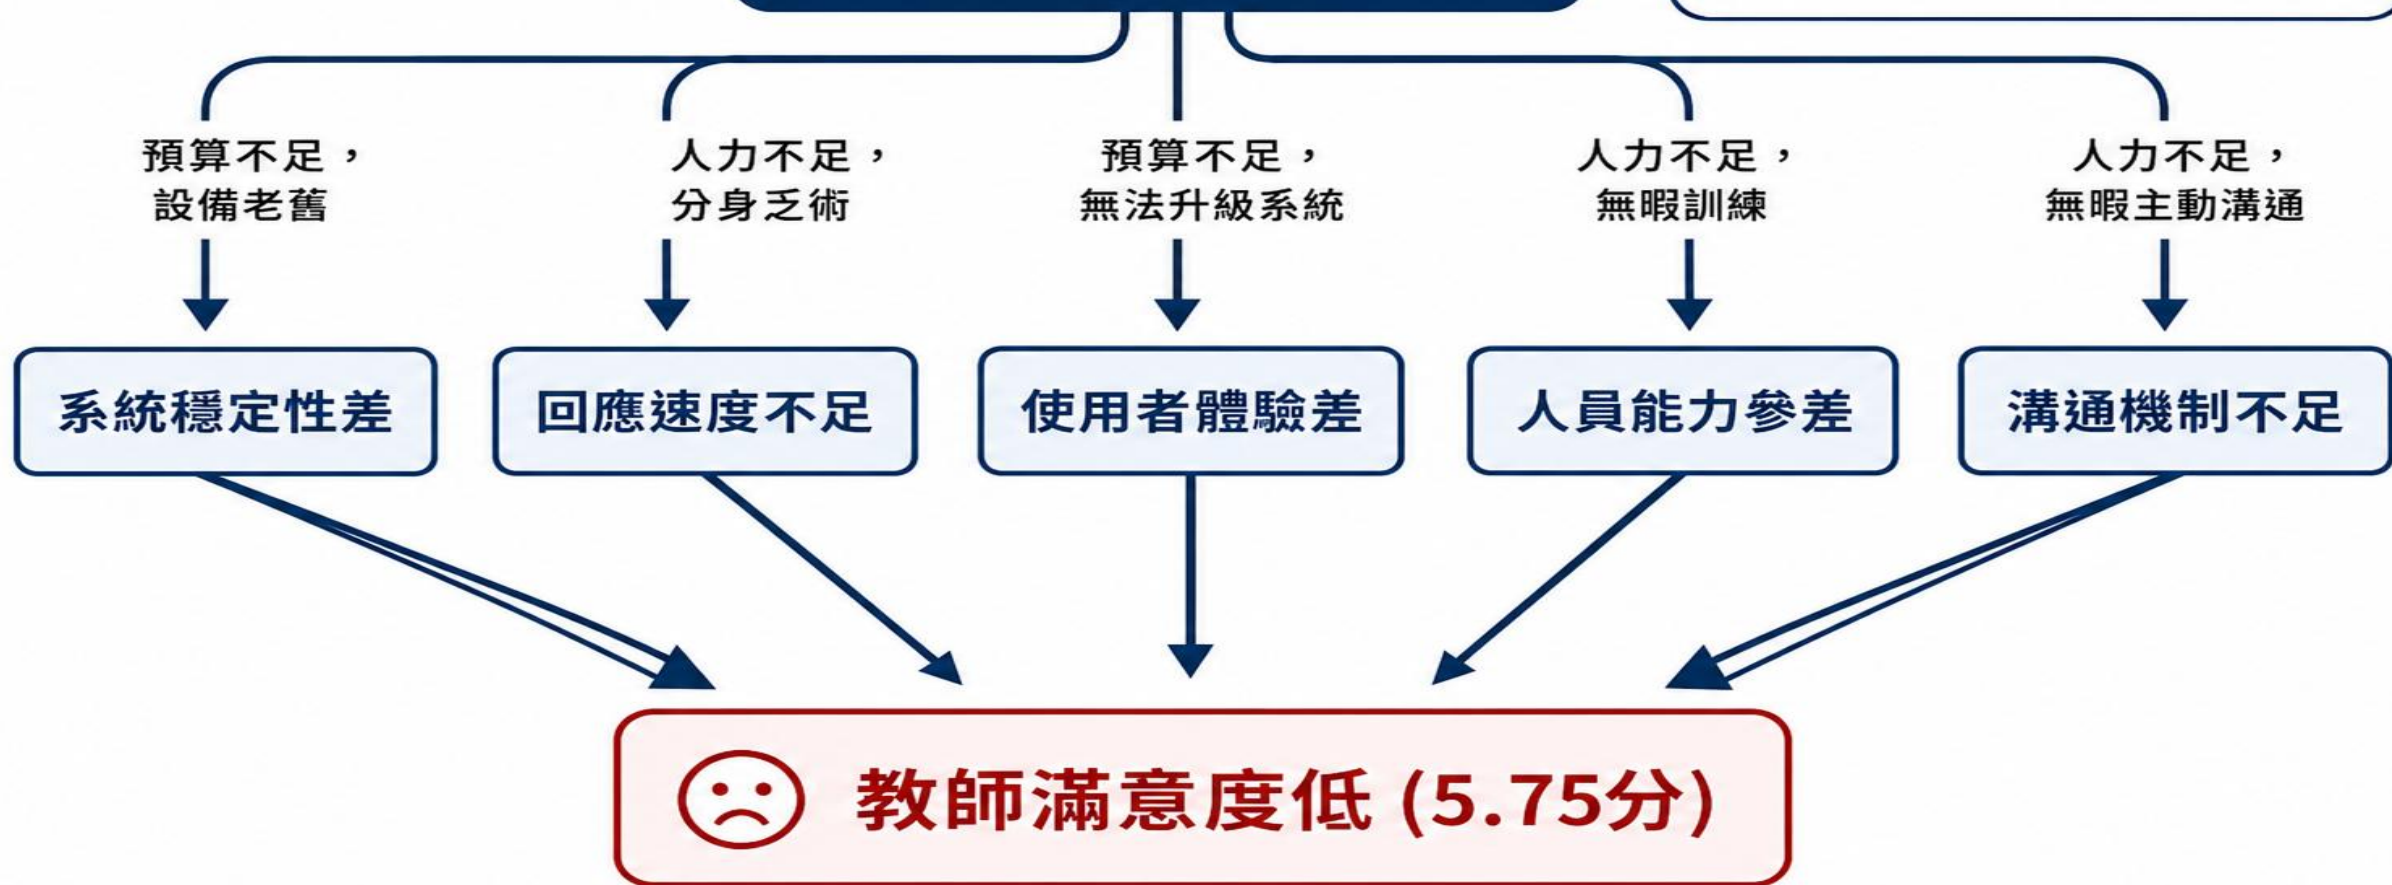 預算不足，
設備老舊
人力不足，
分身乏術
預算不足，
無法升級系統
人力不足，
無暇訓練
人力不足，
無暇主動溝通
系統穩定性差
回應速度不足
使用者體驗差
人員能力參差
溝通機制不足
教師滿意度低 (5.75分)